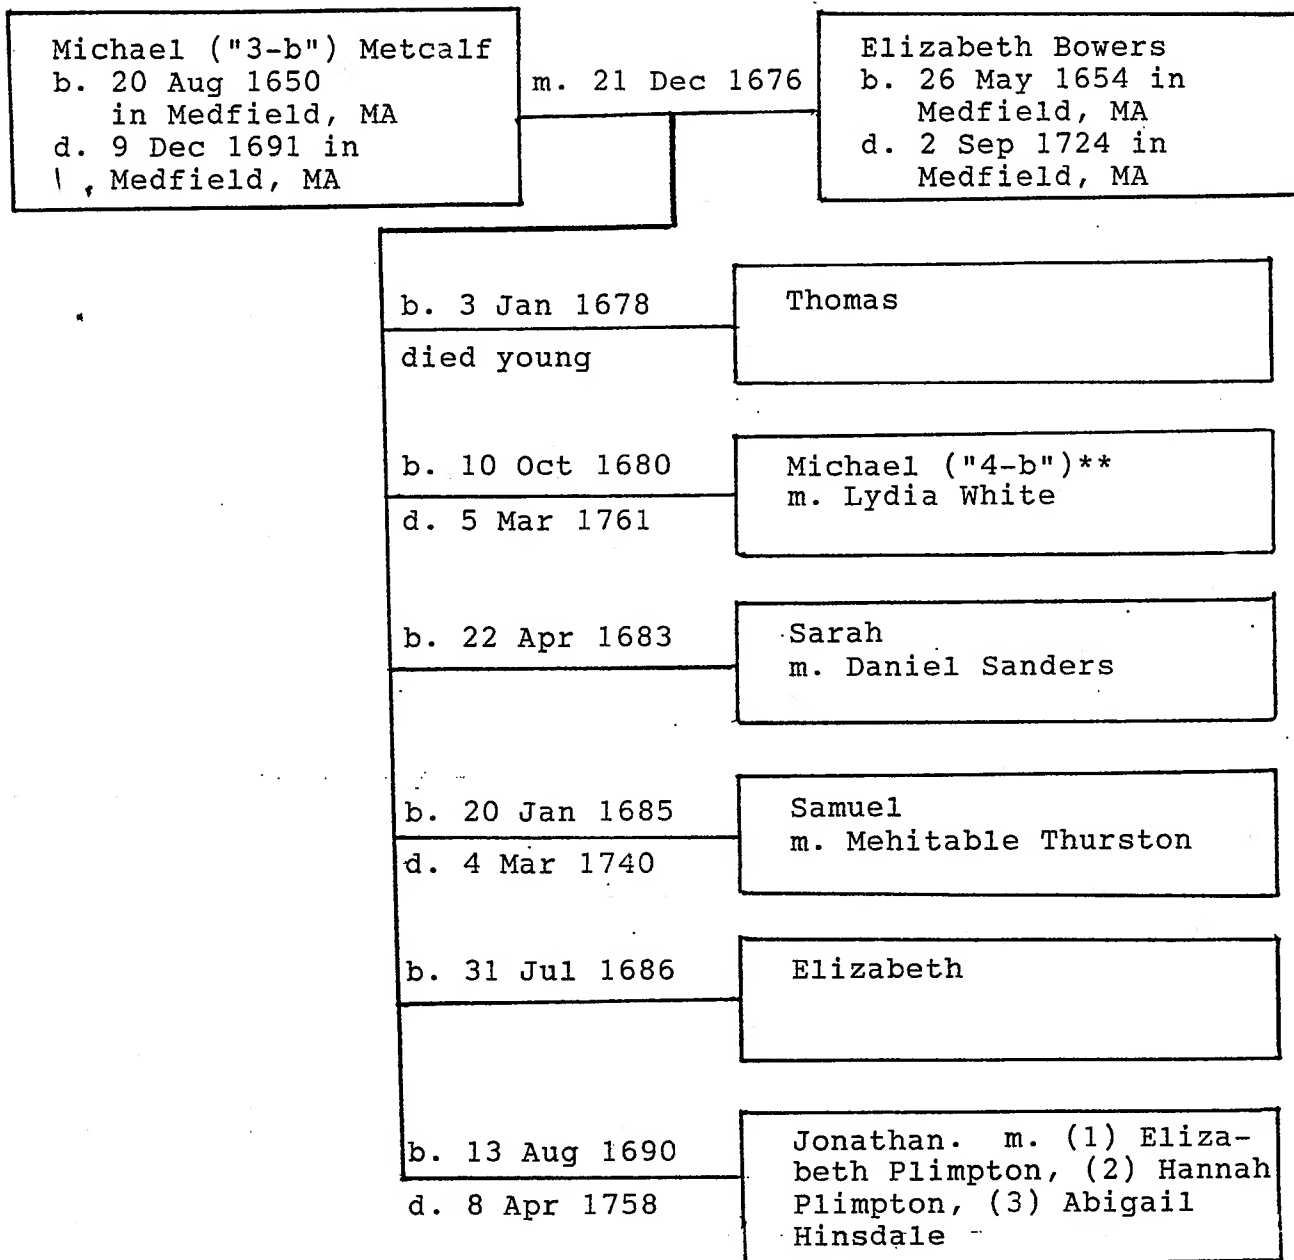 Michael ("3-b") Metcalf
b. 20 Aug 1650
in Medfield, MA
d. 9 Dec 1691 in
Medfield, MA
m. 21 Dec 1676
Elizabeth Bowers
b. 26 May 1654 in
Medfield, MA
d. 2 Sep 1724 in
Medfield, MA
b. 3 Jan 1678
died young
Thomas
b. 10 Oct 1680
d. 5 Mar 1761
Michael ("4-b")**
m. Lydia White
b. 22 Apr 1683
Sarah
m. Daniel Sanders
b. 20 Jan 1685
d. 4 Mar 1740
Samuel
m. Mehitable Thurston
b. 31 Jul 1686
Elizabeth
b. 13 Aug 1690
d. 8 Apr 1758
Jonathan. m. (1) Eliza-
beth Plimpton, (2) Hannah
Plimpton, (3) Abigail
Hinsdale